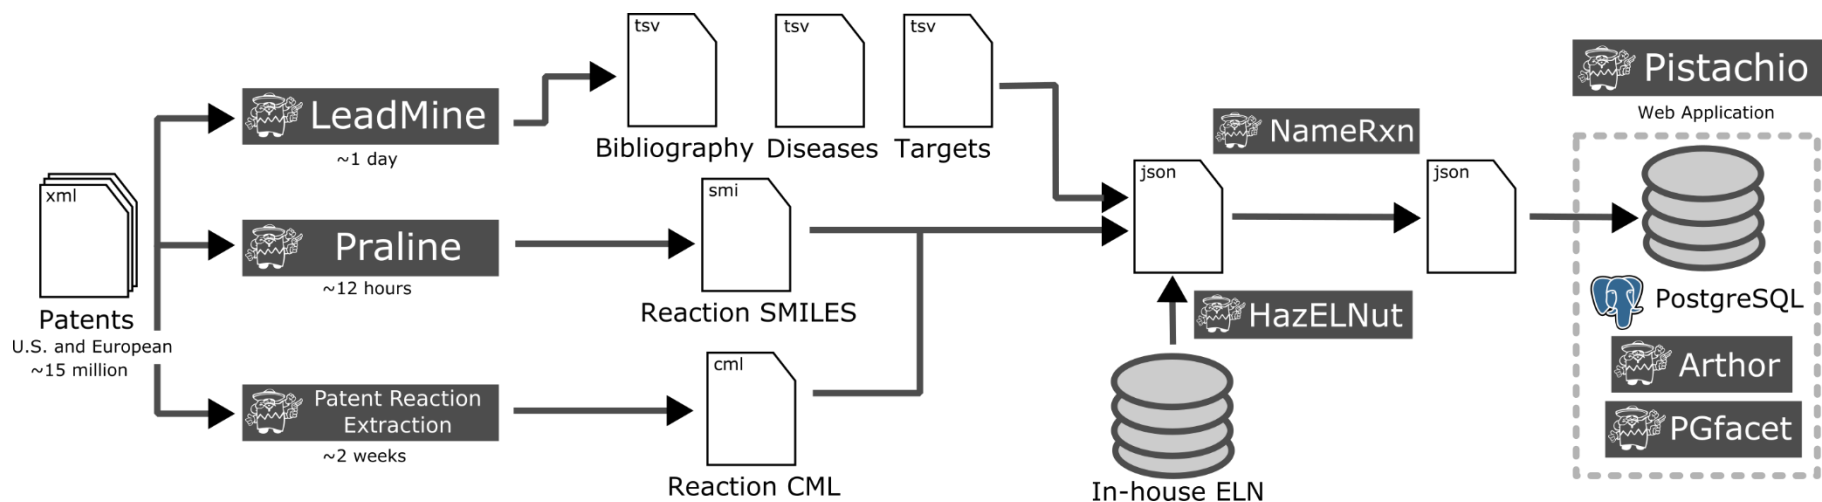 xml
Patents
U.S. and European
~15 million
LeadMine
~1 day
Praline
~12 hours
Patent Reaction
Extraction
~2 weeks
tsv
Bibliography
tsv
Diseases
tsv
Targets
smi
Reaction SMILES
cml
Reaction CML
json
HazELNut
In-house ELN
NameRxn
json
Pistachio
Web Application
PostgreSQL
Arthor
PGfacet